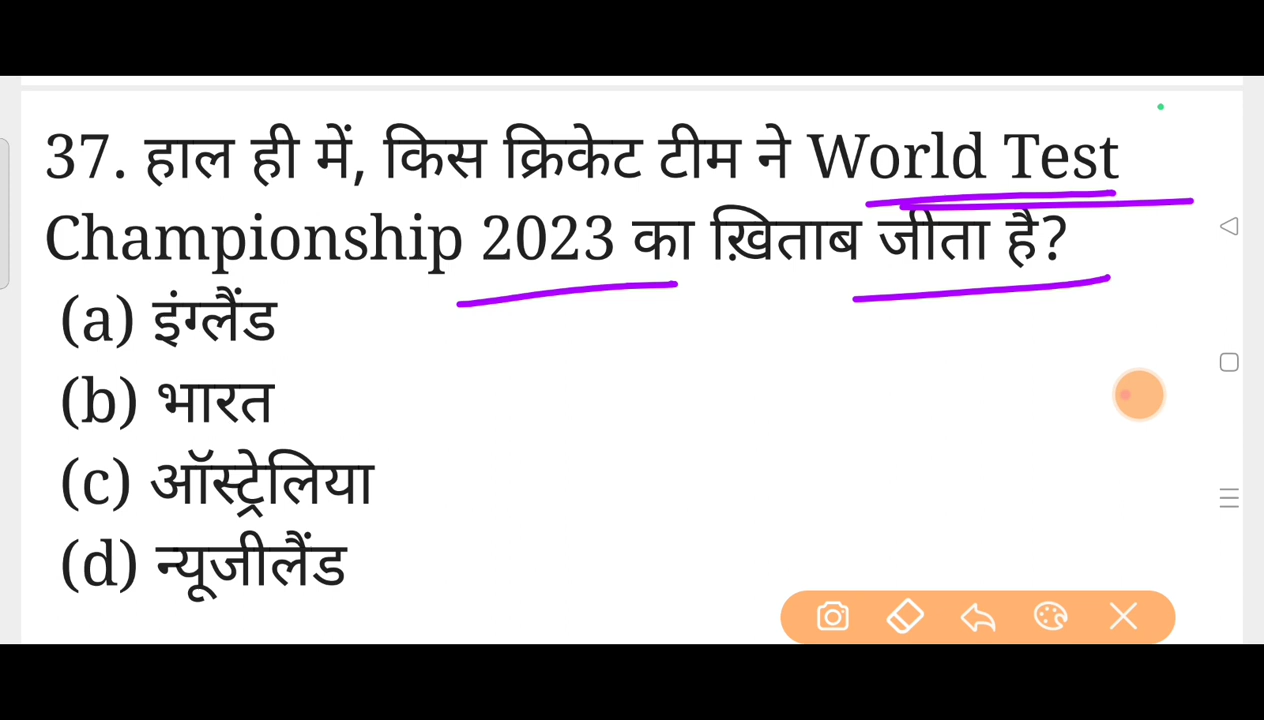 37. हाल ही में, किस क्रिकेट टीम ने World Test
Championship 2023 का ख़िताब जीता है?
(a) इंग्लैंड
(b) भारत
(c) ऑस्ट्रेलिया
(d) न्यूजीलैंड